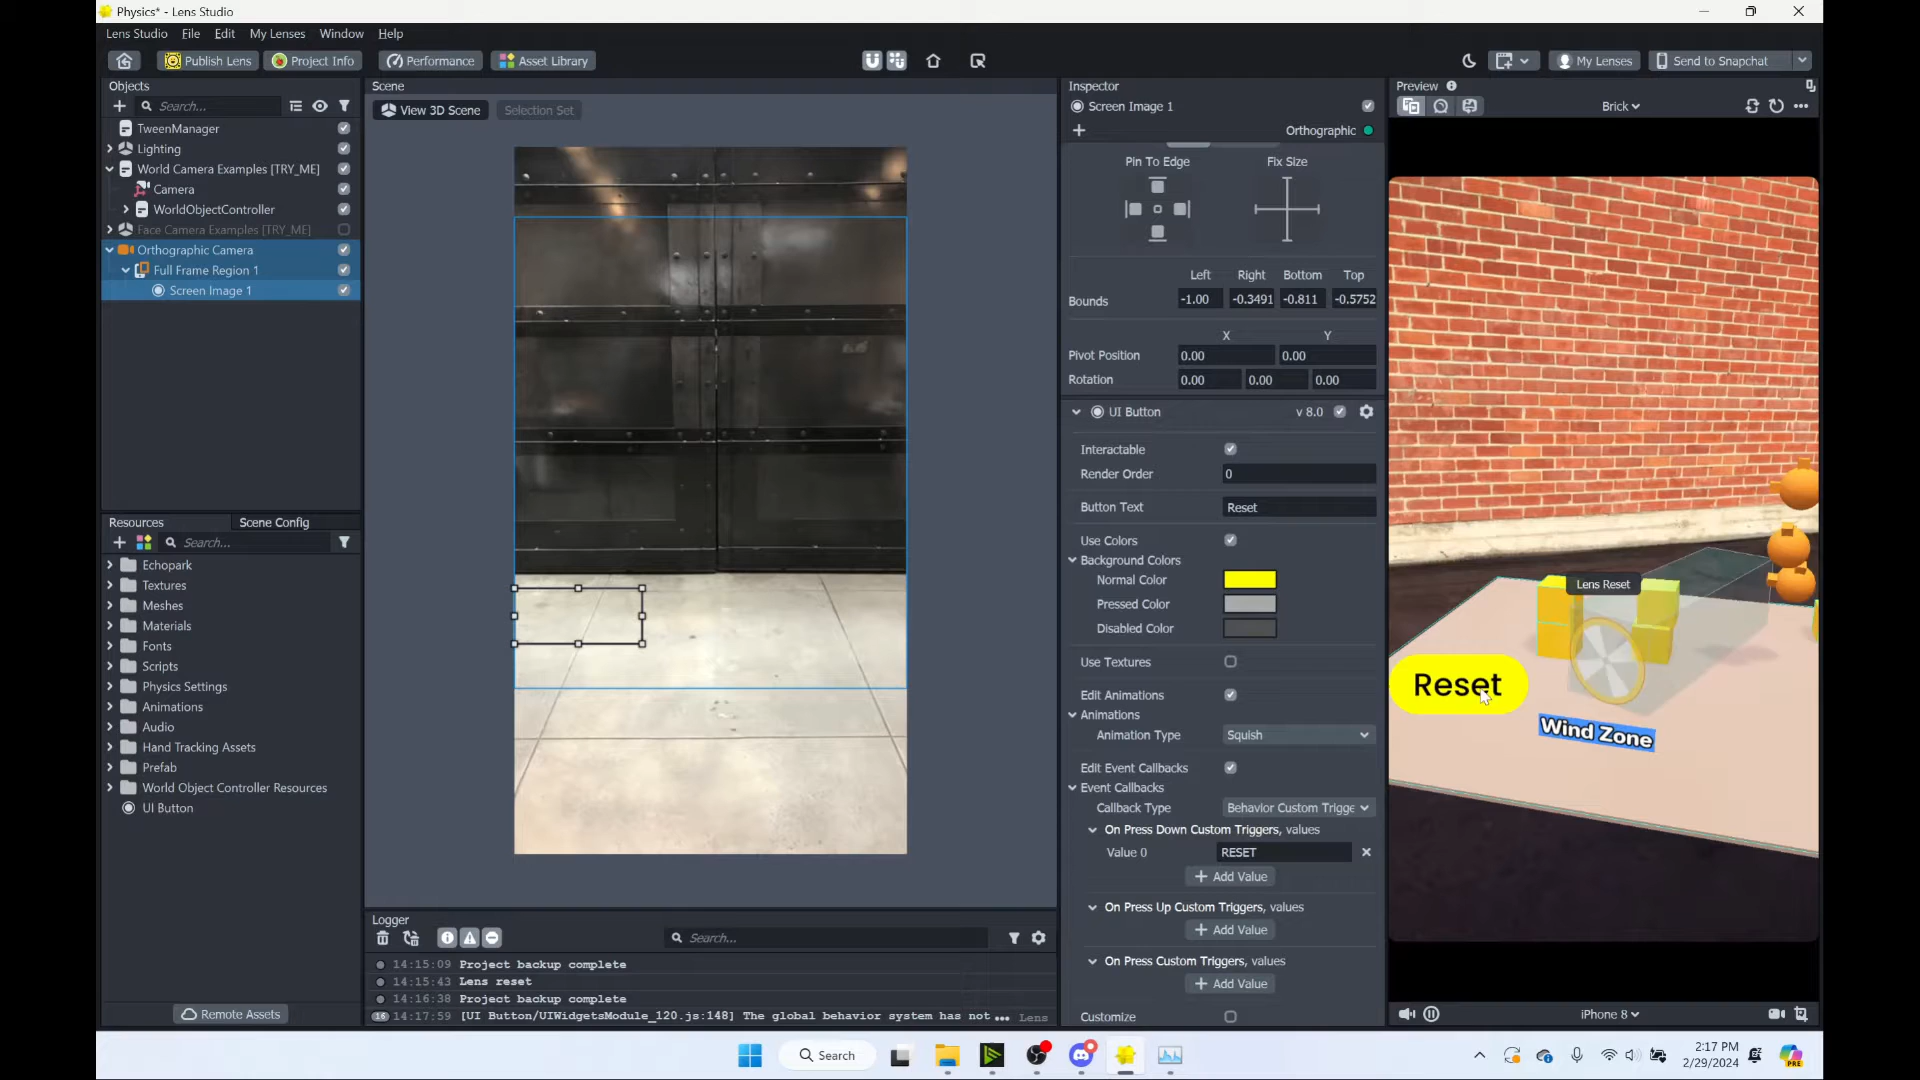 Physics* - Lens Studio
Lens Studio File Edit My Lenses Window Help
Publish Lens Project Info Performance Asset Library My Lenses Send to Snapchat
Objects
Search...
TweenManager
Lighting
World Camera Examples [TRY_ME]
Camera
WorldObjectController
Face Camera Examples [TRY_ME]
Orthographic Camera
Full Frame Region 1
Screen Image 1
Resources Scene Config
Search...
Echopark
Textures
Meshes
Materials
Fonts
Scripts
Physics Settings
Animations
Audio
Hand Tracking Assets
Prefab
World Object Controller Resources
UI Button
Remote Assets
Scene
View 3D Scene Selection Set
Logger
Search...
14:15:09 Project backup complete
14:15:43 Lens reset
14:16:38 Project backup complete
16 14:17:59 [UI Button/UIWidgetsModule_120.js:148] The global behavior system has not ... Lens
Inspector
Screen Image 1
Orthographic
Pin To Edge Fix Size
Left Right Bottom Top
Bounds -1.00 -0.3491 -0.811 -0.5752
X Y
Pivot Position 0.00 0.00
Rotation 0.00 0.00 0.00
UI Button v 8.0
Interactable
Render Order 0
Button Text Reset
Use Colors
Background Colors
Normal Color
Pressed Color
Disabled Color
Use Textures
Edit Animations
Animations
Animation Type Squish
Edit Event Callbacks
Event Callbacks
Callback Type Behavior Custom Trigge
On Press Down Custom Triggers, values
Value 0 RESET
Add Value
On Press Up Custom Triggers, values
Add Value
On Press Custom Triggers, values
Add Value
Customize
Preview
Brick
Lens Reset
Reset
Wind Zone
iPhone 8
Search
2:17 PM
2/29/2024
PRE